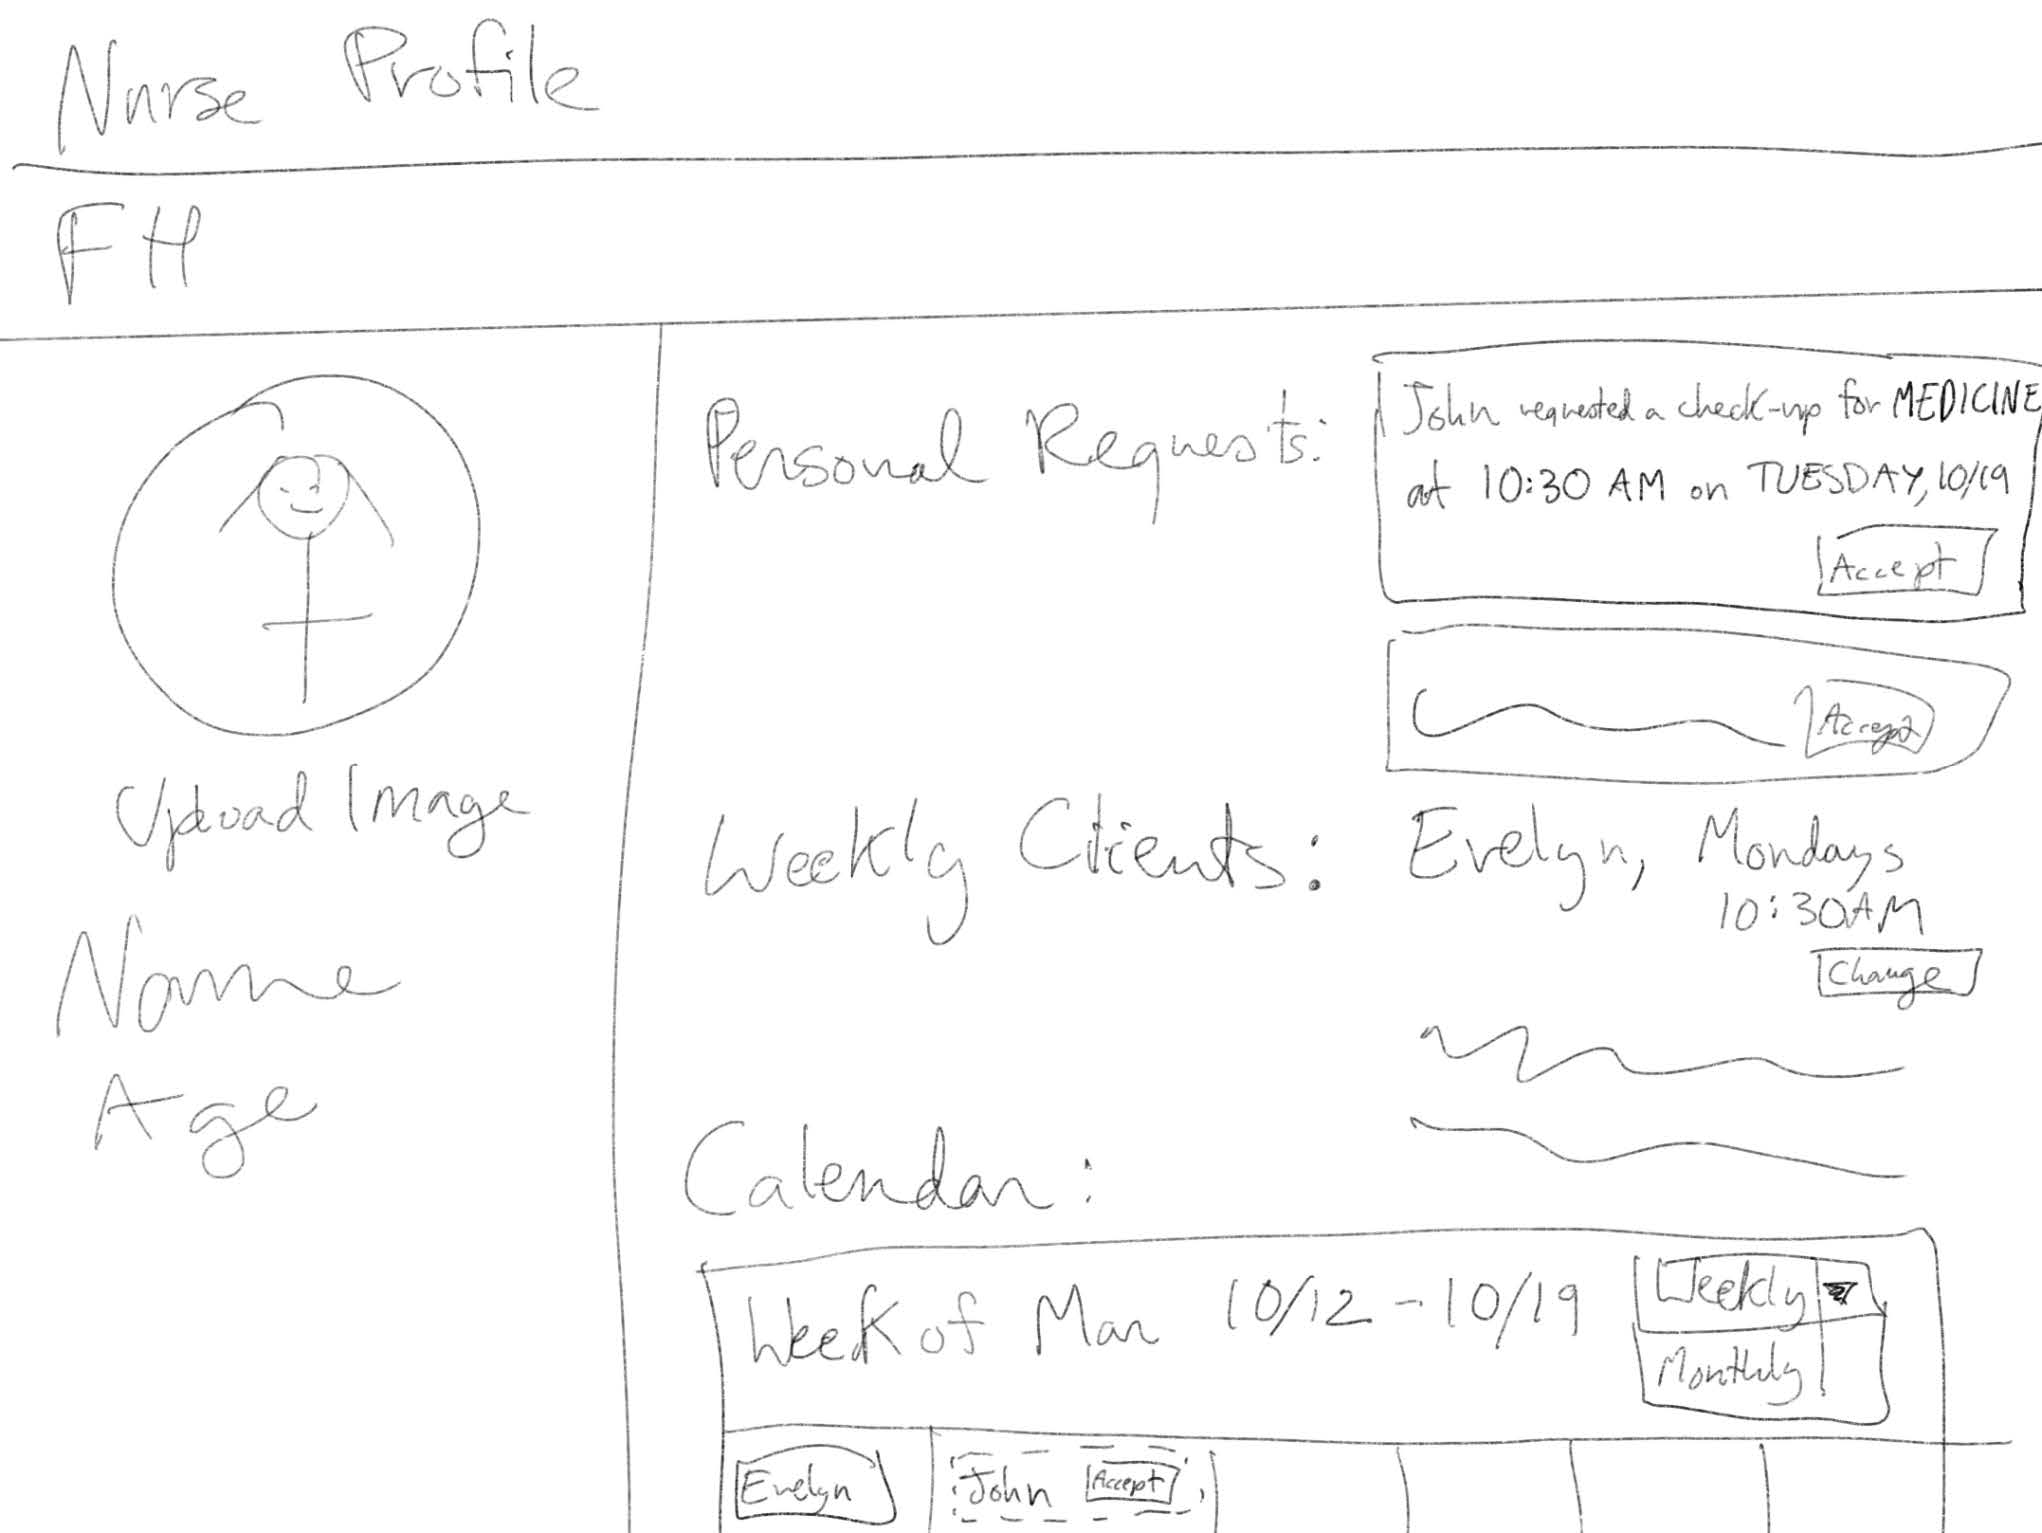 Nurse Profile
FH
Upload Image
Name
Age
Personal Requests:
John requested a check-up for MEDICINE
at 10:30 AM on TUESDAY, 10/19
Accept
Accept
Weekly Clients:
Evelyn, Mondays
10:30AM
Change
Calendar:
Week of Mon 10/12 - 10/19
Weekly
Monthly
Evelyn
John Accept